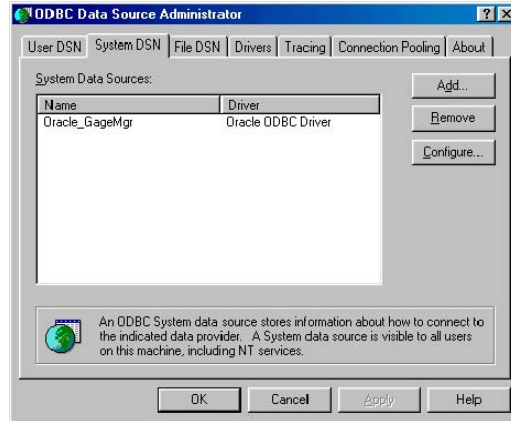 ODBC Data Source Administrator
User DSN System DSN File DSN Drivers Tracing Connection Pooling About
System Data Sources:
Name Driver
Oracle_GageMgr Oracle ODBC Driver
Add...
Remove
Configure...
An ODBC System data source stores information about how to connect to
the indicated data provider. A System data source is visible to all users
on this machine, including NT services.
OK Cancel Apply Help